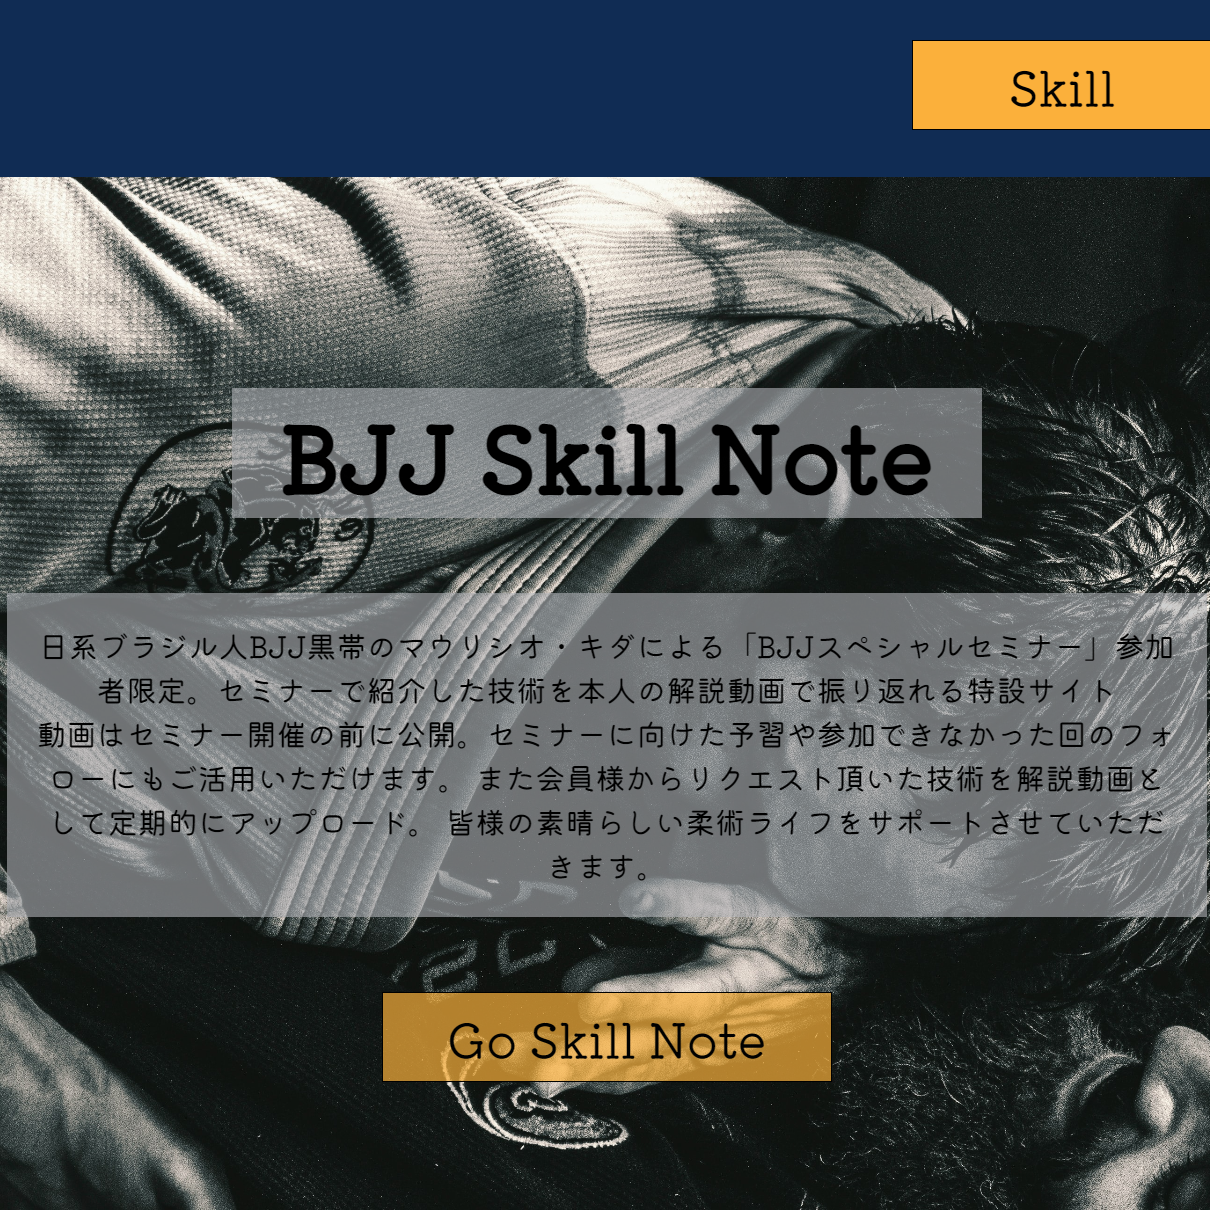 Skill
BJJ Skill Note
日系ブラジル人BJJ黒帯のマウリシオ・キダによる「BJJスペシャルセミナー」参加
者限定。セミナーで紹介した技術を本人の解説動画で振り返れる特設サイト
動画はセミナー開催の前に公開。セミナーに向けた予習や参加できなかった回のフォ
ローにもご活用いただけます。 また会員様からリクエスト頂いた技術を解説動画と
して定期的にアップロード。 皆様の素晴らしい柔術ライフをサポートさせていただ
きます。
Go Skill Note